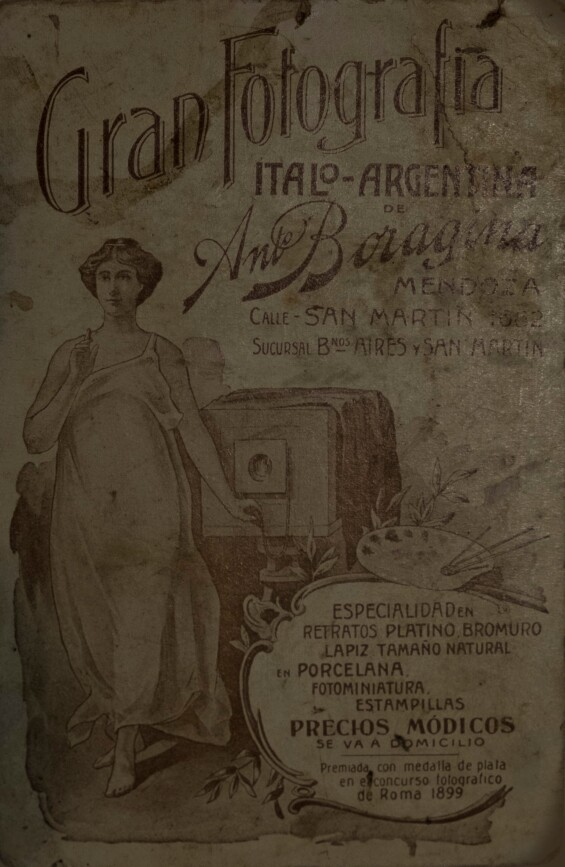 Gran Fotografía
ITALO-ARGENTINA
DE
Ante Boragina
MENDOZA
CALLE-SAN MARTIN
SUCURSAL BNOS AIRES Y SAN MARTIN
ESPECIALIDAD EN
RETRATOS PLATINO, BROMURO
LAPIZ TAMAÑO NATURAL
EN PORCELANA,
FOTOMINIATURA,
ESTAMPILLAS
PRECIOS MÓDICOS
SE VA A DOMICILIO
Premiada con medalla de plata
en el concurso fotografico
de Roma 1899